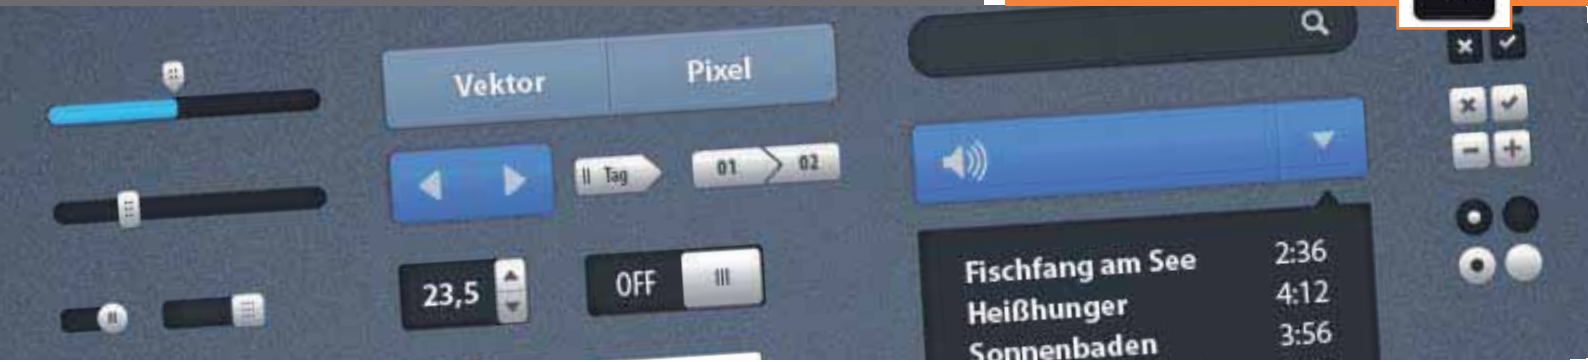 Vektor Pixel
Tag 01 02
23,5 OFF
Fischfang am See 2:36
Heißhunger 4:12
Sonnenbaden 3:56